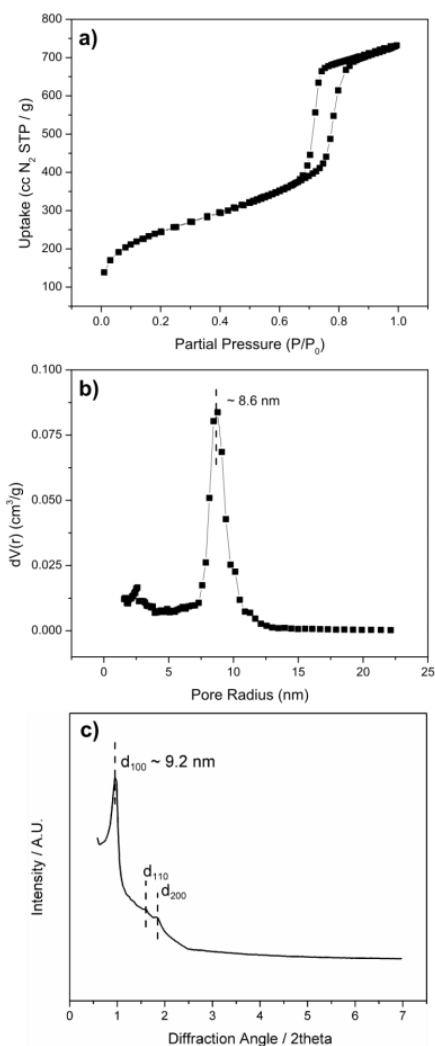 a)
Uptake (cc N₂ STP / g)
800
700
600
500
400
300
200
100
0.0 0.2 0.4 0.6 0.8 1.0
Partial Pressure (P/P₀)
b)
~ 8.6 nm
dV(r) (cm³/g)
0.100
0.075
0.050
0.025
0.000
0 5 10 15 20 25
Pore Radius (nm)
c)
d₁₀₀ ~ 9.2 nm
d₁₁₀
d₂₀₀
Intensity / A.U.
0 1 2 3 4 5 6 7
Diffraction Angle / 2theta